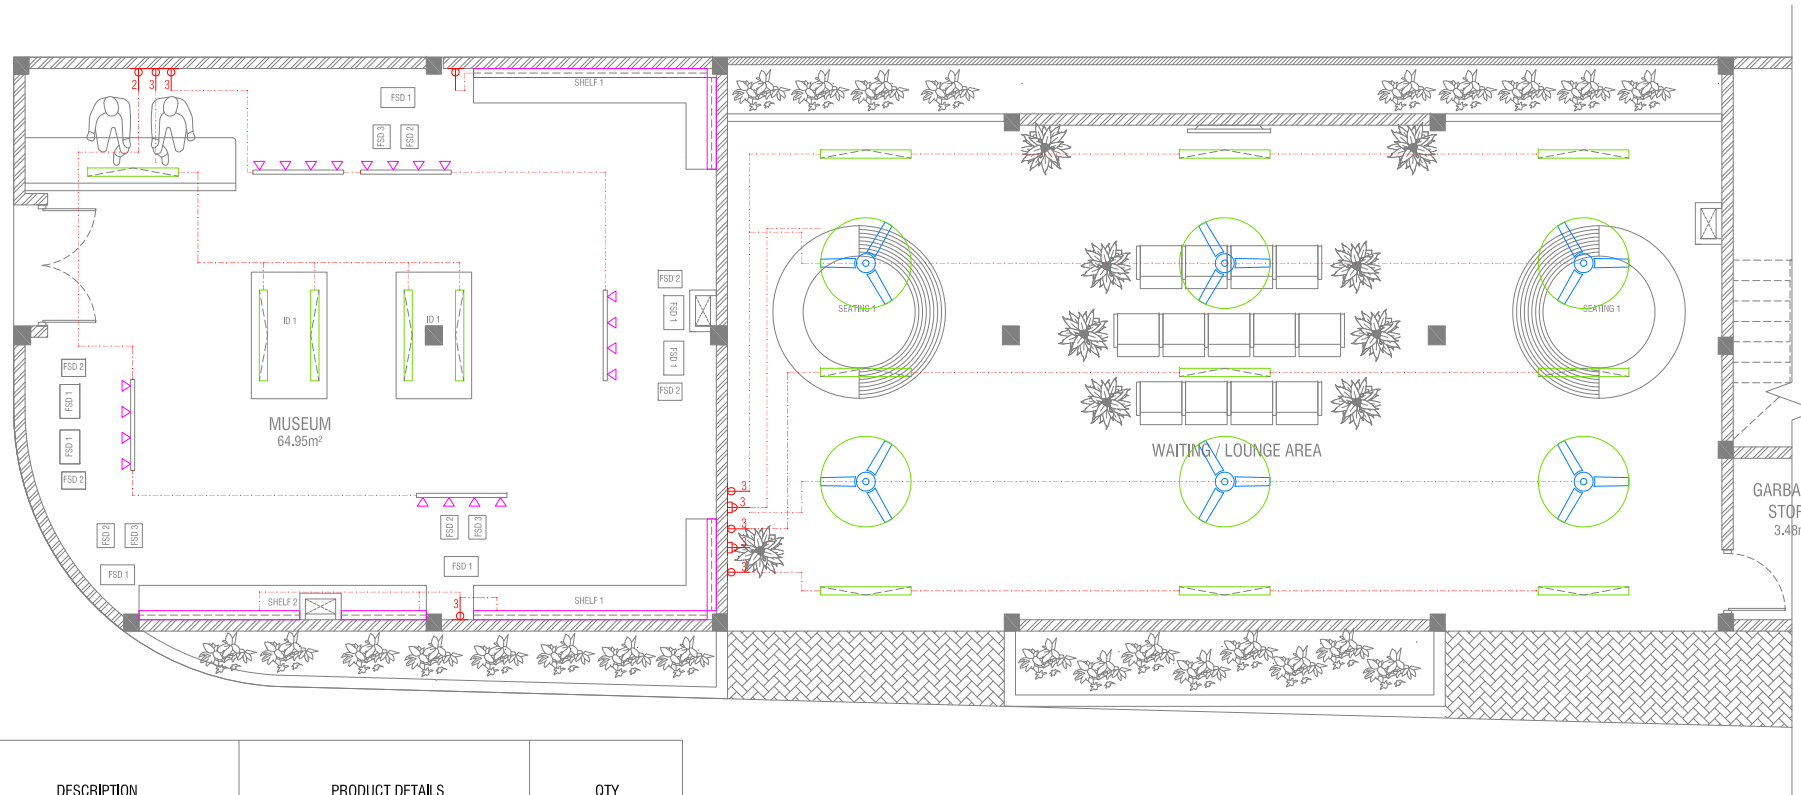 2
3
3
SHELF 1
FSD 1
FSD 3
FSD 2
ID 1
ID 1
FSD 2
FSD 1
FSD 1
FSD 2
SEATING 1
SEATING 1
FSD 2
FSD 1
FSD 1
FSD 2
MUSEUM
64.95m²
WAITING / LOUNGE AREA
3
3
3
3
GARBA
STOR
3.48m
FSD 2
FSD 3
FSD 2
FSD 3
FSD 1
FSD 1
SHELF 2
3
SHELF 1
DESCRIPTION
PRODUCT DETAILS
QTY